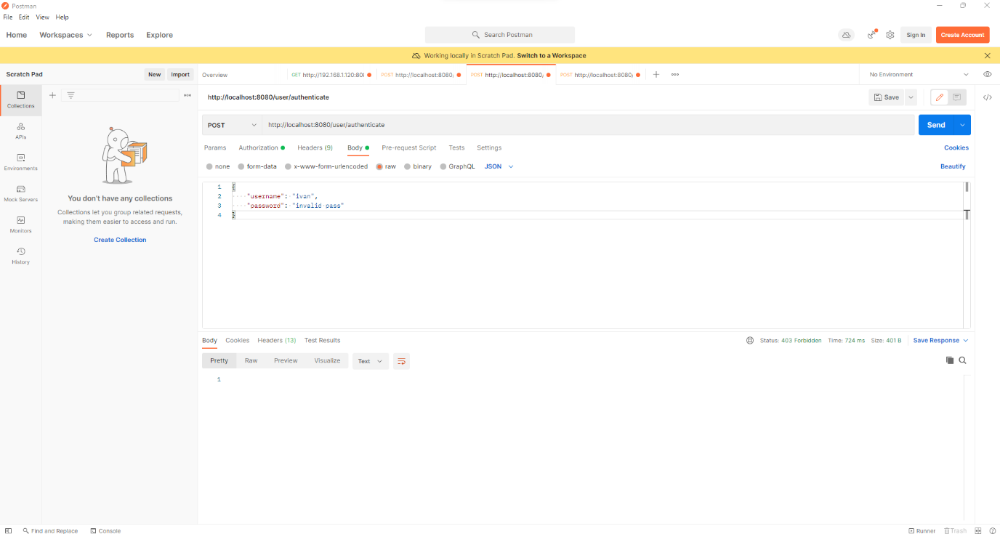 Postman
File Edit View Help
Home Workspaces Reports Explore
Search Postman
Sign In
Create Account
Working locally in Scratch Pad. Switch to a Workspace
Scratch Pad
New
Import
Overview
GET http://192.168.1.120:80
POST http://localhost:8080/
POST http://localhost:8080/
POST http://localhost:8080/
No Environment
Collections
APIs
Environments
Mock Servers
Monitors
History
You don't have any collections
Collections let you group related requests,
making them easier to access and run.
Create Collection
http://localhost:8080/user/authenticate
Save
POST
http://localhost:8080/user/authenticate
Send
Params Authorization Headers (9) Body Pre-request Script Tests Settings
Cookies
none form-data x-www-form-urlencoded raw binary GraphQL JSON
Beautify
1 {
2 "username": "ivan",
3 "password": "invalid pass"
4 }
Body Cookies Headers (13) Test Results
Status: 403 Forbidden Time: 724 ms Size: 401 B
Save Response
Pretty Raw Preview Visualize Text
1
Find and Replace Console
Runner Trash